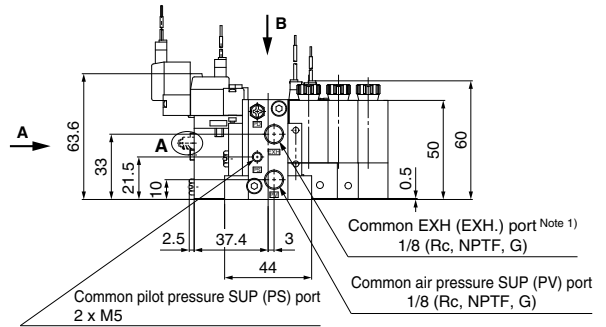 B
A
A
63.6
33
21.5
10
50
60
0.5
2.5
37.4
3
44
Common EXH (EXH.) port Note 1)
1/8 (Rc, NPTF, G)
Common air pressure SUP (PV) port
1/8 (Rc, NPTF, G)
Common pilot pressure SUP (PS) port
2 x M5